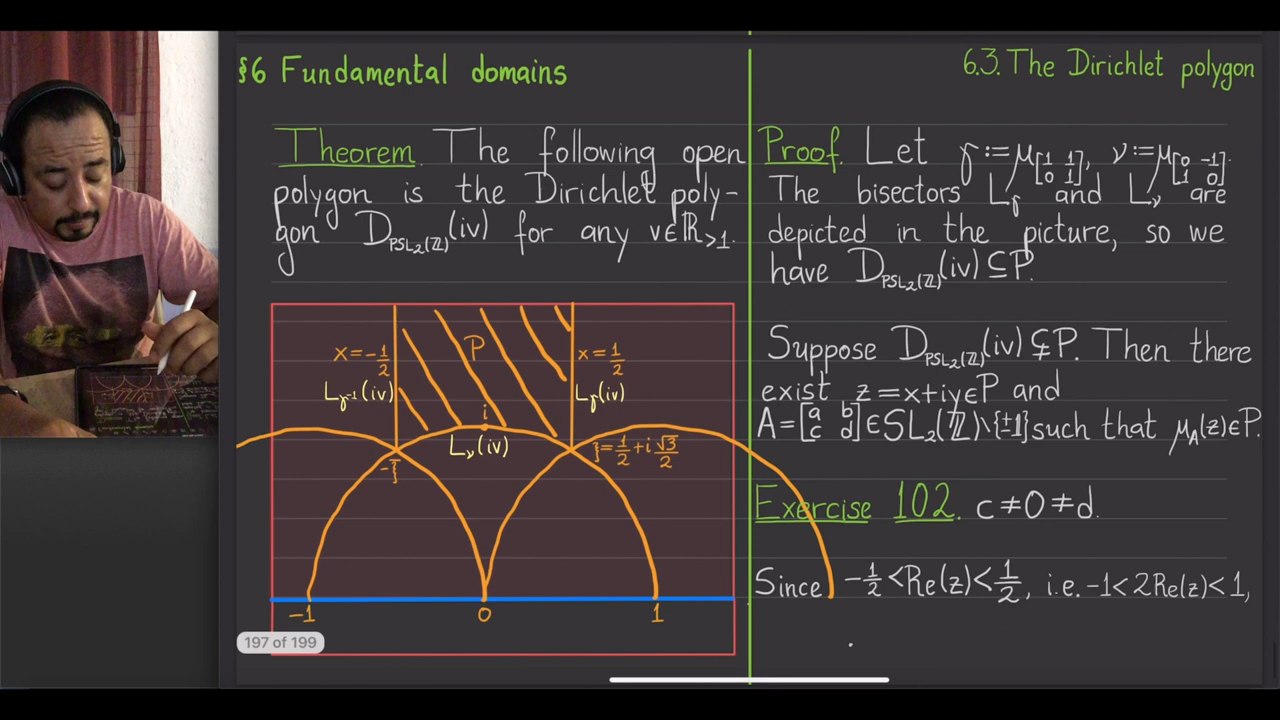 §6 Fundamental domains
6.3. The Dirichlet polygon
Theorem. The following open
polygon is the Dirichlet poly-
gon D_{PSL₂(ℤ)}(iv) for any v∈ℝ_{>1}.
x=-1/2
P
x=1/2
L_{γ⁻¹}(iv)
L_γ(iv)
i
L_ν(iv)
-ξ̄
ξ=1/2+i√3/2
-1
0
1
197 of 199
Proof. Let γ:=μ_{[1 1; 0 1]}, ν:=μ_{[0 -1; 1 0]}.
The bisectors L_γ and L_ν are
depicted in the picture, so we
have D_{PSL₂(ℤ)}(iv)⊆P.
Suppose D_{PSL₂(ℤ)}(iv)⊊P. Then there
exist z=x+iy∈P and
A=[a b; c d]∈SL₂(ℤ)\{±1} such that μ_A(z)∈P.
Exercise 102. c≠0≠d.
Since -1/2<Re(z)<1/2, i.e. -1<2Re(z)<1,